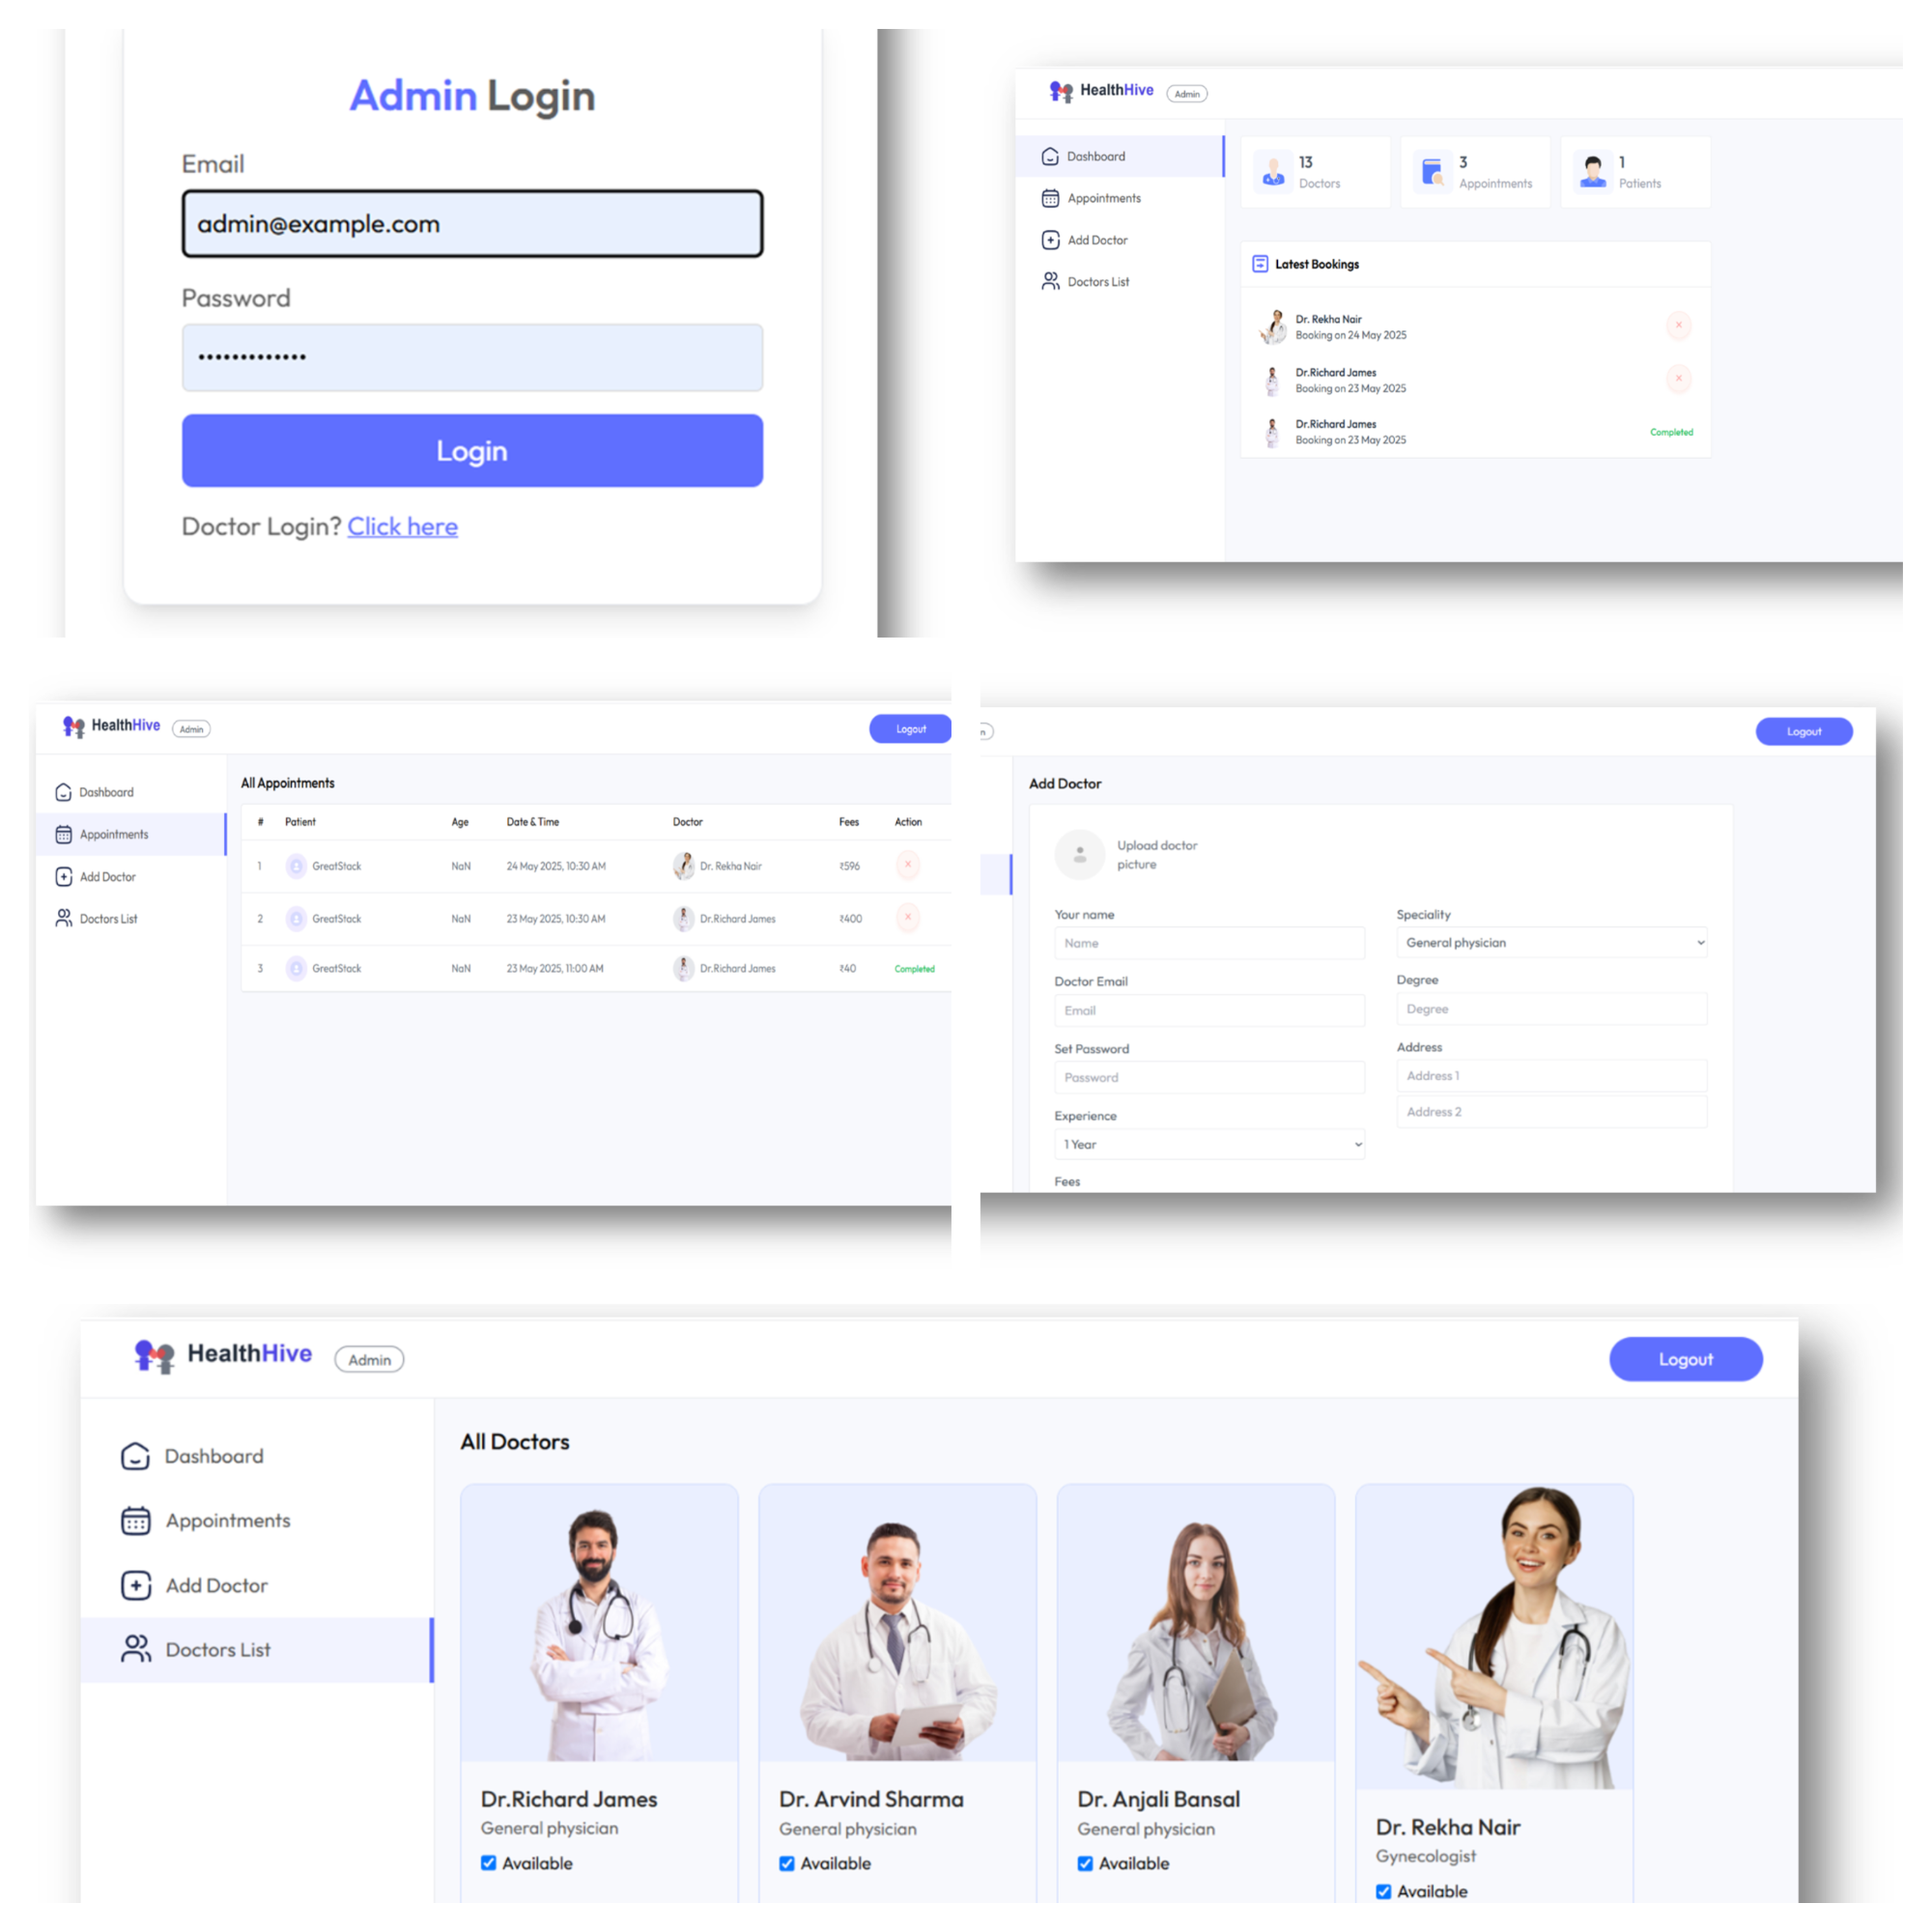 Admin Login
Email
admin@example.com
Password
•••••••••••••
Login
Doctor Login? Click here
HealthHive Admin
Dashboard
Appointments
Add Doctor
Doctors List
13
Doctors
3
Appointments
1
Patients
Latest Bookings
Dr. Rekha Nair
Booking on 24 May 2025
Dr.Richard James
Booking on 23 May 2025
Dr.Richard James
Booking on 23 May 2025
Completed
HealthHive Admin Logout
Dashboard
Appointments
Add Doctor
Doctors List
All Appointments
# Patient Age Date & Time Doctor Fees Action
1 GreatStack NaN 24 May 2025, 10:30 AM Dr. Rekha Nair ₹596
2 GreatStack NaN 23 May 2025, 10:30 AM Dr.Richard James ₹400
3 GreatStack NaN 23 May 2025, 11:00 AM Dr.Richard James ₹40 Completed
n Logout
Add Doctor
Upload doctor
picture
Your name
Name
Doctor Email
Email
Set Password
Password
Experience
1 Year
Fees
Speciality
General physician
Degree
Degree
Address
Address 1
Address 2
HealthHive Admin Logout
Dashboard
Appointments
Add Doctor
Doctors List
All Doctors
Dr.Richard James
General physician
Available
Dr. Arvind Sharma
General physician
Available
Dr. Anjali Bansal
General physician
Available
Dr. Rekha Nair
Gynecologist
Available